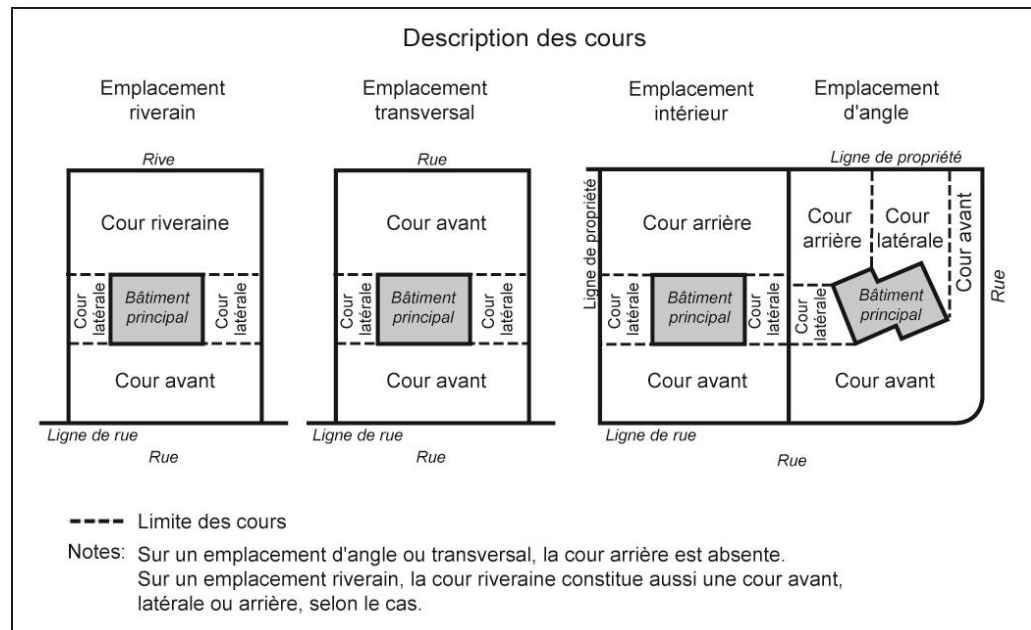 Description des cours
Emplacement
riverain
Rive
Cour riveraine
Cour
latérale
Bâtiment
principal
Cour
latérale
Cour avant
Ligne de rue
Rue
Emplacement
transversal
Rue
Cour avant
Cour
latérale
Bâtiment
principal
Cour
latérale
Cour avant
Ligne de rue
Rue
Emplacement
intérieur
Ligne de propriété
Cour arrière
Cour
latérale
Bâtiment
principal
Cour
latérale
Cour avant
Ligne de rue
Emplacement
d'angle
Ligne de propriété
Cour
arrière
Cour
latérale
Cour avant
Rue
Cour
latérale
Bâtiment
principal
Cour avant
Rue
Limite des cours
Notes: Sur un emplacement d'angle ou transversal, la cour arrière est absente.
Sur un emplacement riverain, la cour riveraine constitue aussi une cour avant,
latérale ou arrière, selon le cas.